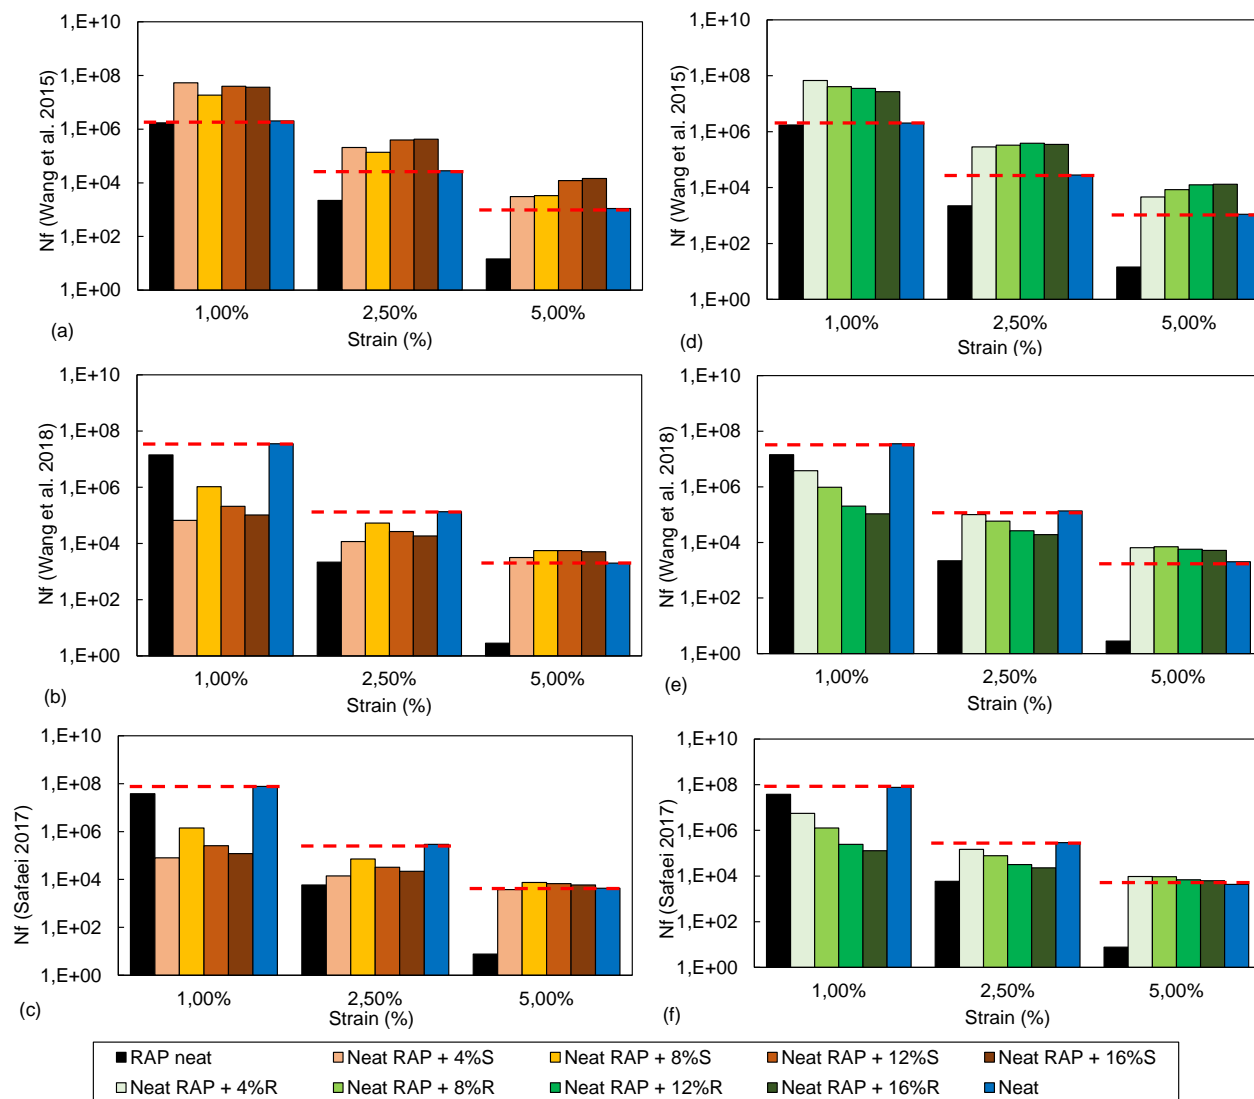 1,E+10
1,E+08
1,E+06
1,E+04
1,E+02
1,E+00
Nf (Wang et al. 2015)
1,00% 2,50% 5,00%
Strain (%)
(a)
1,E+10
1,E+08
1,E+06
1,E+04
1,E+02
1,E+00
Nf (Wang et al. 2015)
1,00% 2,50% 5,00%
Strain (%)
(d)
1,E+10
1,E+08
1,E+06
1,E+04
1,E+02
1,E+00
Nf (Wang et al. 2018)
1,00% 2,50% 5,00%
Strain (%)
(b)
1,E+10
1,E+08
1,E+06
1,E+04
1,E+02
1,E+00
Nf (Wang et al. 2018)
1,00% 2,50% 5,00%
Strain (%)
(e)
1,E+10
1,E+08
1,E+06
1,E+04
1,E+02
1,E+00
Nf (Safaei 2017)
1,00% 2,50% 5,00%
Strain (%)
(c)
1,E+10
1,E+08
1,E+06
1,E+04
1,E+02
1,E+00
Nf (Safaei 2017)
1,00% 2,50% 5,00%
Strain (%)
(f)
RAP neat Neat RAP + 4%S Neat RAP + 8%S Neat RAP + 12%S Neat RAP + 16%S
Neat RAP + 4%R Neat RAP + 8%R Neat RAP + 12%R Neat RAP + 16%R Neat